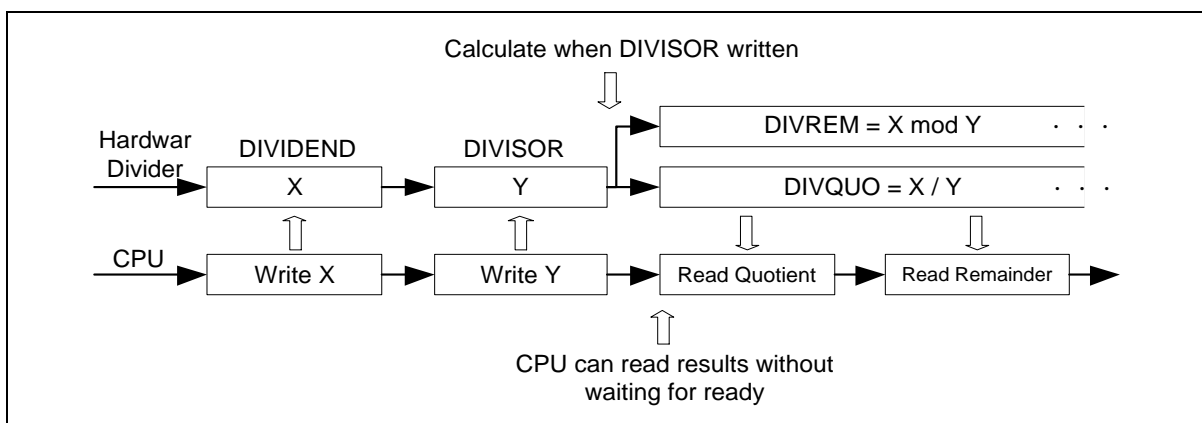 Calculate when DIVISOR written
Hardwar
Divider
DIVIDEND
DIVISOR
DIVREM = X mod Y
. . .
X
Y
DIVQUO = X / Y
. . .
CPU
Write X
Write Y
Read Quotient
Read Remainder
CPU can read results without
waiting for ready